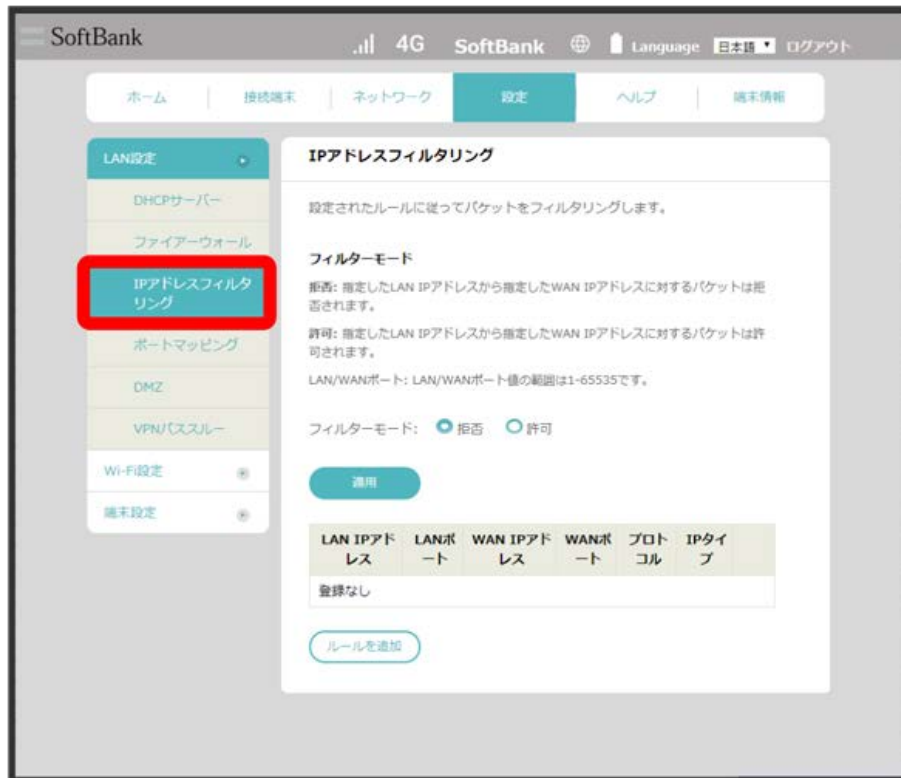 SoftBank
4G SoftBank Language 日本語 ログアウト
ホーム 接続端末 ネットワーク 設定 ヘルプ 端末情報
LAN設定
DHCPサーバー
ファイアーウォール
IPアドレスフィルタ
リング
ポートマッピング
DMZ
VPNパススルー
Wi-Fi設定
端末設定
IPアドレスフィルタリング
設定されたルールに従ってパケットをフィルタリングします。
フィルターモード
拒否: 指定したLAN IPアドレスから指定したWAN IPアドレスに対するパケットは拒
否されます。
許可: 指定したLAN IPアドレスから指定したWAN IPアドレスに対するパケットは許
可されます。
LAN/WANポート: LAN/WANポート値の範囲は1-65535です。
フィルターモード: 拒否 許可
適用
LAN IPアド LANポ WAN IPアド WANポ プロト IPタイ
レス ート レス ート コル プ
登録なし
ルールを追加